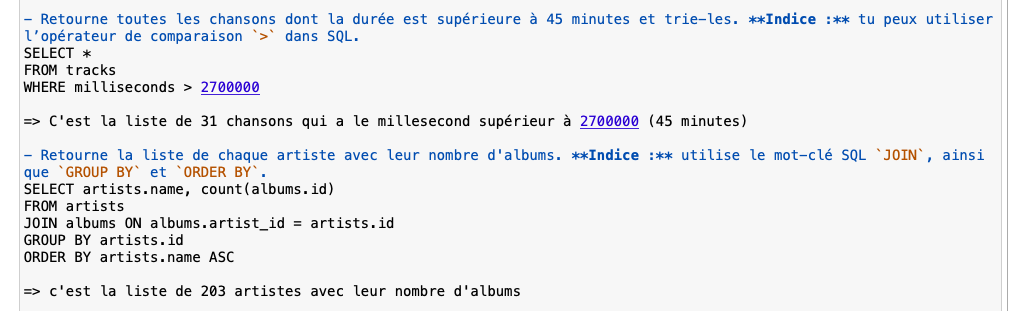 – Retourne toutes les chansons dont la durée est supérieure à 45 minutes et trie-les. **Indice :** tu peux utiliser
l’opérateur de comparaison `>` dans SQL.
SELECT *
FROM tracks
WHERE milliseconds > 2700000
=> C'est la liste de 31 chansons qui a le millesecond supérieur à 2700000 (45 minutes)
– Retourne la liste de chaque artiste avec leur nombre d'albums. **Indice :** utilise le mot-clé SQL `JOIN`, ainsi
que `GROUP BY` et `ORDER BY`.
SELECT artists.name, count(albums.id)
FROM artists
JOIN albums ON albums.artist_id = artists.id
GROUP BY artists.id
ORDER BY artists.name ASC
=> c'est la liste de 203 artistes avec leur nombre d'albums